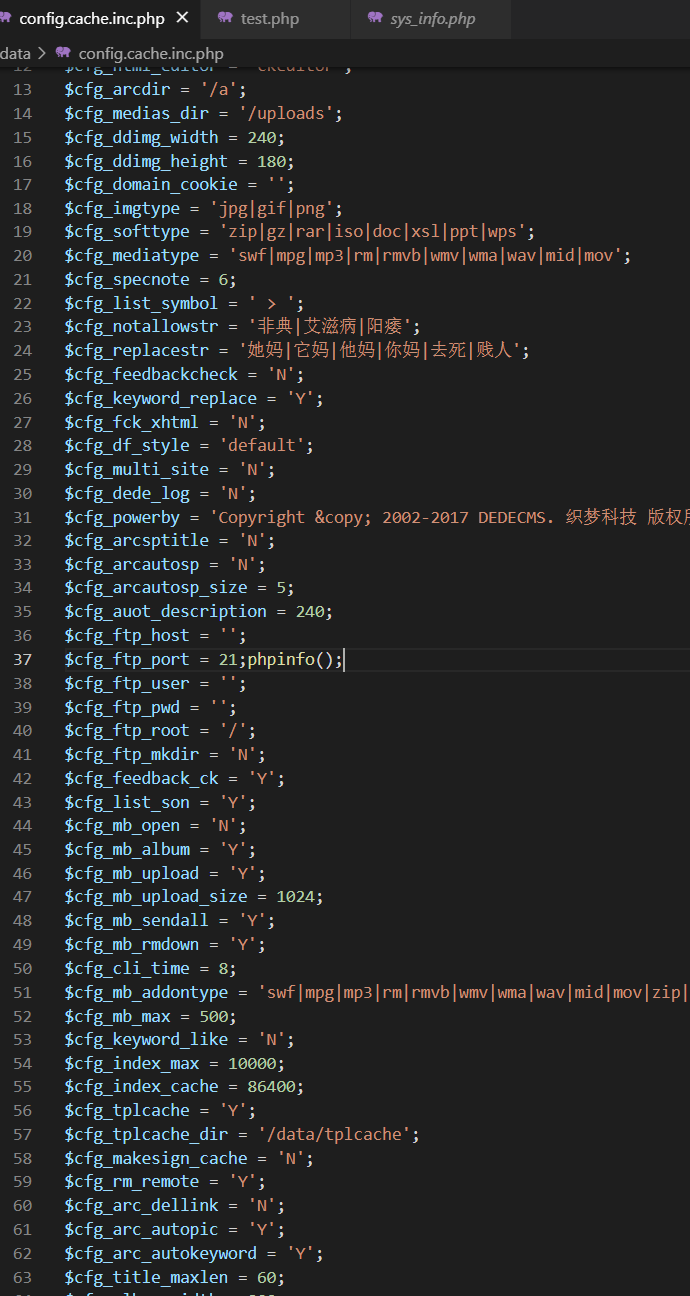 config.cache.inc.php
test.php
sys_info.php
data > config.cache.inc.php
12 $cfg_html_editor = 'ckeditor';
13 $cfg_arcdir = '/a';
14 $cfg_medias_dir = '/uploads';
15 $cfg_ddimg_width = 240;
16 $cfg_ddimg_height = 180;
17 $cfg_domain_cookie = '';
18 $cfg_imgtype = 'jpg|gif|png';
19 $cfg_softtype = 'zip|gz|rar|iso|doc|xsl|ppt|wps';
20 $cfg_mediatype = 'swf|mpg|mp3|rm|rmvb|wmv|wma|wav|mid|mov';
21 $cfg_specnote = 6;
22 $cfg_list_symbol = ' > ';
23 $cfg_notallowstr = '非典|艾滋病|阳痿';
24 $cfg_replacestr = '她妈|它妈|他妈|你妈|去死|贱人';
25 $cfg_feedbackcheck = 'N';
26 $cfg_keyword_replace = 'Y';
27 $cfg_fck_xhtml = 'N';
28 $cfg_df_style = 'default';
29 $cfg_multi_site = 'N';
30 $cfg_dede_log = 'N';
31 $cfg_powerby = 'Copyright &copy; 2002-2017 DEDECMS. 织梦科技 版权所
32 $cfg_arcsptitle = 'N';
33 $cfg_arcautosp = 'N';
34 $cfg_arcautosp_size = 5;
35 $cfg_auot_description = 240;
36 $cfg_ftp_host = '';
37 $cfg_ftp_port = 21;phpinfo();
38 $cfg_ftp_user = '';
39 $cfg_ftp_pwd = '';
40 $cfg_ftp_root = '/';
41 $cfg_ftp_mkdir = 'N';
42 $cfg_feedback_ck = 'Y';
43 $cfg_list_son = 'Y';
44 $cfg_mb_open = 'N';
45 $cfg_mb_album = 'Y';
46 $cfg_mb_upload = 'Y';
47 $cfg_mb_upload_size = 1024;
48 $cfg_mb_sendall = 'Y';
49 $cfg_mb_rmdown = 'Y';
50 $cfg_cli_time = 8;
51 $cfg_mb_addontype = 'swf|mpg|mp3|rm|rmvb|wmv|wma|wav|mid|mov|zip|
52 $cfg_mb_max = 500;
53 $cfg_keyword_like = 'N';
54 $cfg_index_max = 10000;
55 $cfg_index_cache = 86400;
56 $cfg_tplcache = 'Y';
57 $cfg_tplcache_dir = '/data/tplcache';
58 $cfg_makesign_cache = 'N';
59 $cfg_rm_remote = 'Y';
60 $cfg_arc_dellink = 'N';
61 $cfg_arc_autopic = 'Y';
62 $cfg_arc_autokeyword = 'Y';
63 $cfg_title_maxlen = 60;